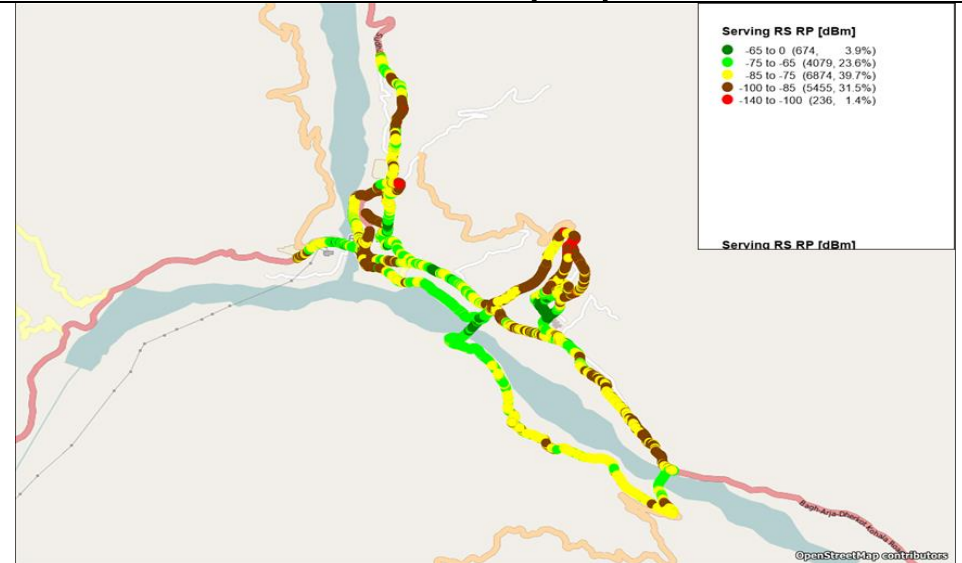 Serving RS RP [dBm]
-65 to 0 (674, 3.9%)
-75 to -65 (4079, 23.6%)
-85 to -75 (6874, 39.7%)
-100 to -85 (5455, 31.5%)
-140 to -100 (236, 1.4%)
Serving RS RP [dBm]
Bagh-Arja-Dherkot Kohala Road
OpenStreetMap contributors